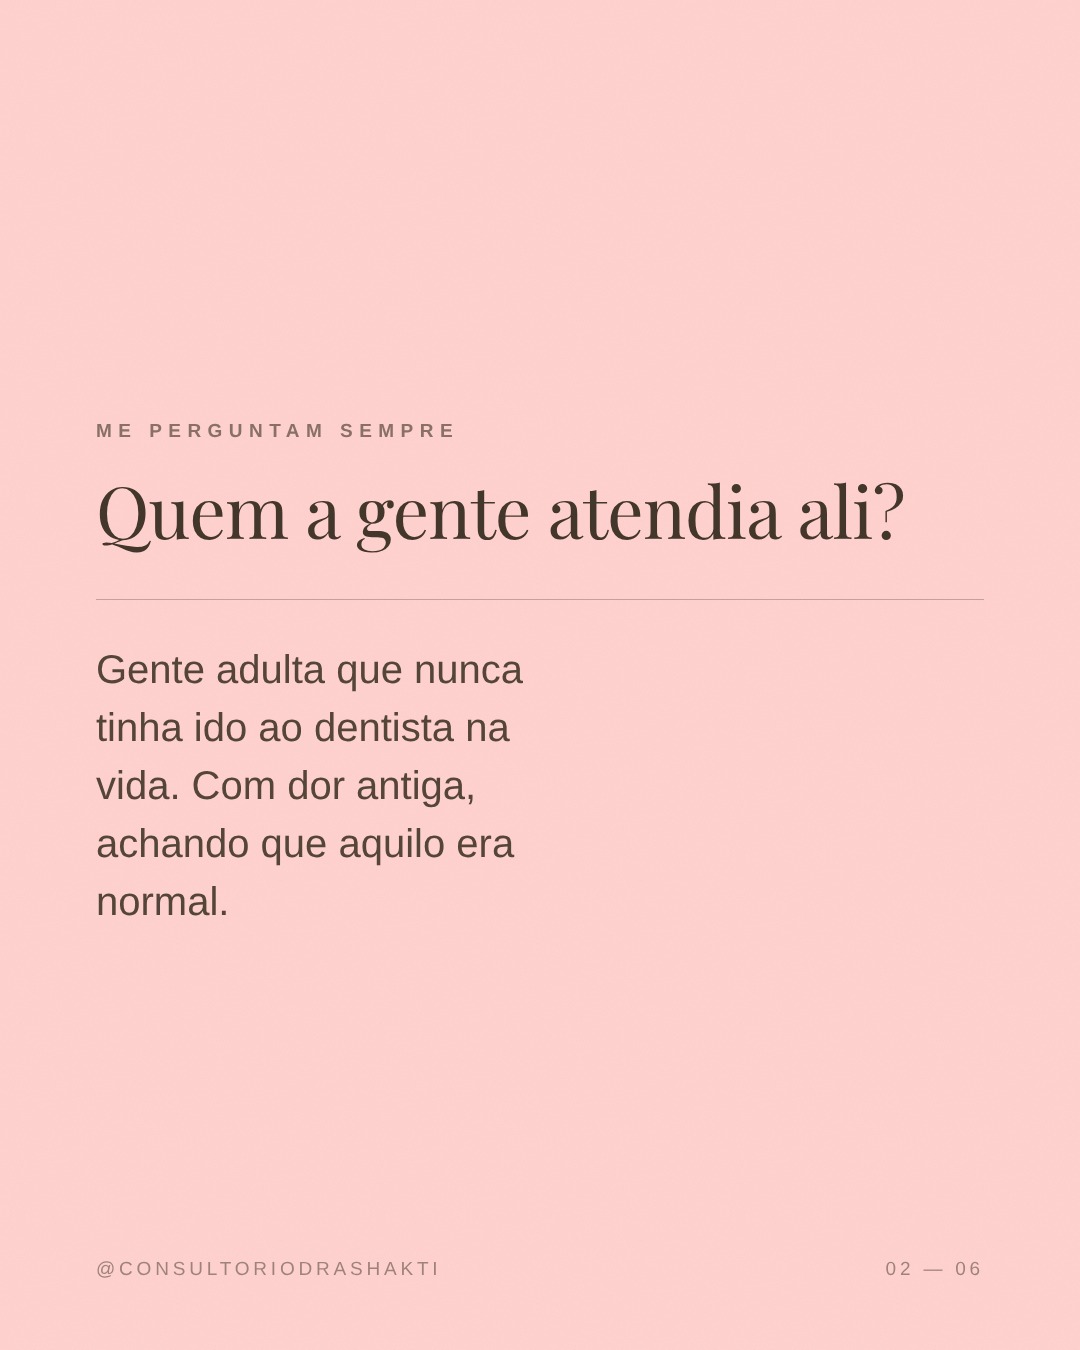 ME PERGUNTAM SEMPRE
Quem a gente atendia ali?
Gente adulta que nunca
tinha ido ao dentista na
vida. Com dor antiga,
achando que aquilo era
normal.
@CONSULTORIODRASHAKTI
02 — 06